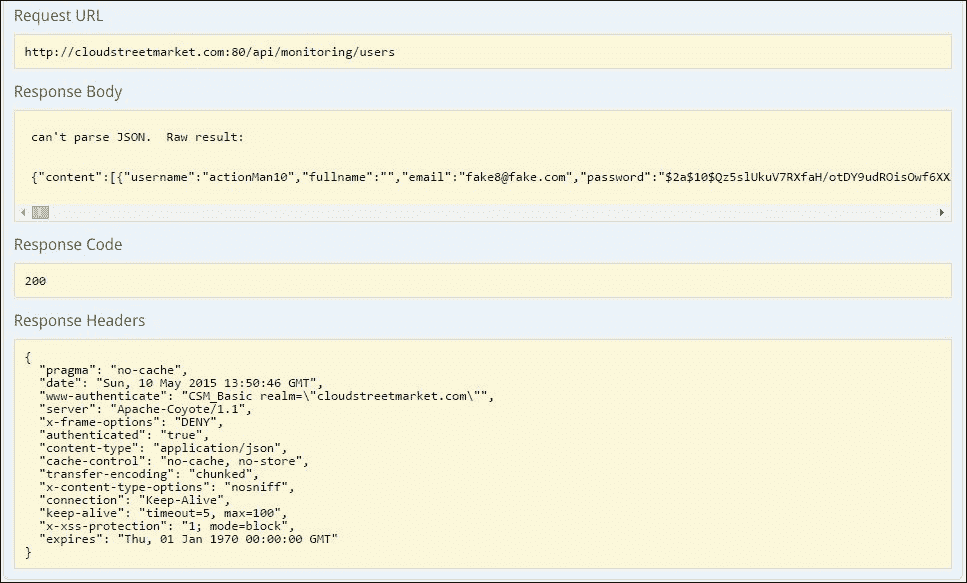 Request URL
http://cloudstreetmarket.com:80/api/monitoring/users
Response Body
can't parse JSON.  Raw result:
{"content":[{"username":"actionMan10","fullname":"","email":"fake8@fake.com","password":"$2a$10$Qz5slUkuV7RXfaH/otDY9udROisOwf6XX
Response Code
200
Response Headers
{
"pragma": "no-cache",
"date": "Sun, 10 May 2015 13:50:46 GMT",
"www-authenticate": "CSM_Basic realm=\"cloudstreetmarket.com\"",
"server": "Apache-Coyote/1.1",
"x-frame-options": "DENY",
"authenticated": "true",
"content-type": "application/json",
"cache-control": "no-cache, no-store",
"transfer-encoding": "chunked",
"x-content-type-options": "nosniff",
"connection": "Keep-Alive",
"keep-alive": "timeout=5, max=100",
"x-xss-protection": "1; mode=block",
"expires": "Thu, 01 Jan 1970 00:00:00 GMT"
}